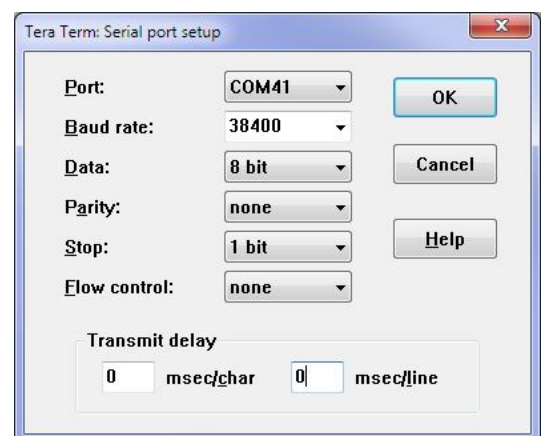 Tera Term: Serial port setup
Port: COM41
OK
Baud rate: 38400
Data: 8 bit
Cancel
Parity: none
Stop: 1 bit
Help
Flow control: none
Transmit delay
0 msec/char 0 msec/line